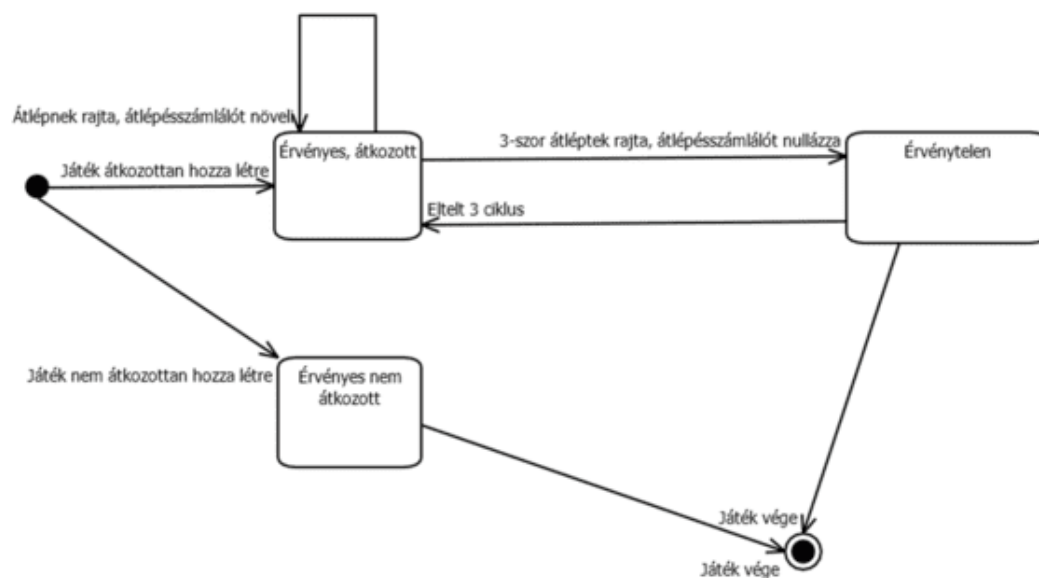 Átlépnek rajta, átlépésszámlálót növeli
Érvényes, átkozott
3-szor átléptek rajta, átlépésszámlálót nullázza
Érvénytelen
Játék átkozottan hozza létre
Eltelt 3 ciklus
Játék nem átkozottan hozza létre
Érvényes nem
átkozott
Játék vége
Játék vége